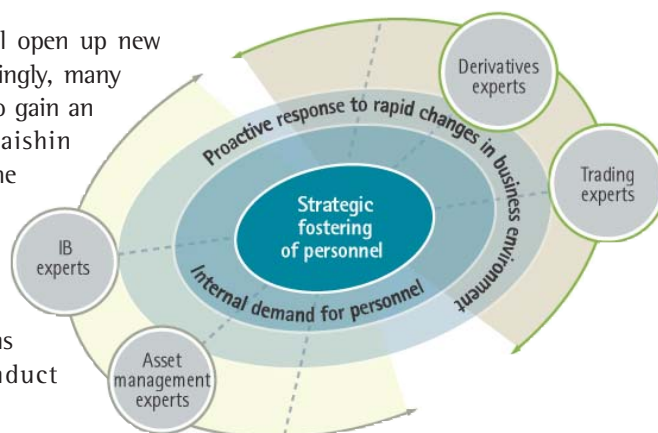 l open up new
ingly, many
o gain an
aishin
ne
ns
nduct
Derivatives
experts
Proactive response to rapid changes in business environment
Trading
experts
Strategic
fostering
of personnel
IB
experts
Internal demand for personnel
Asset
management
experts